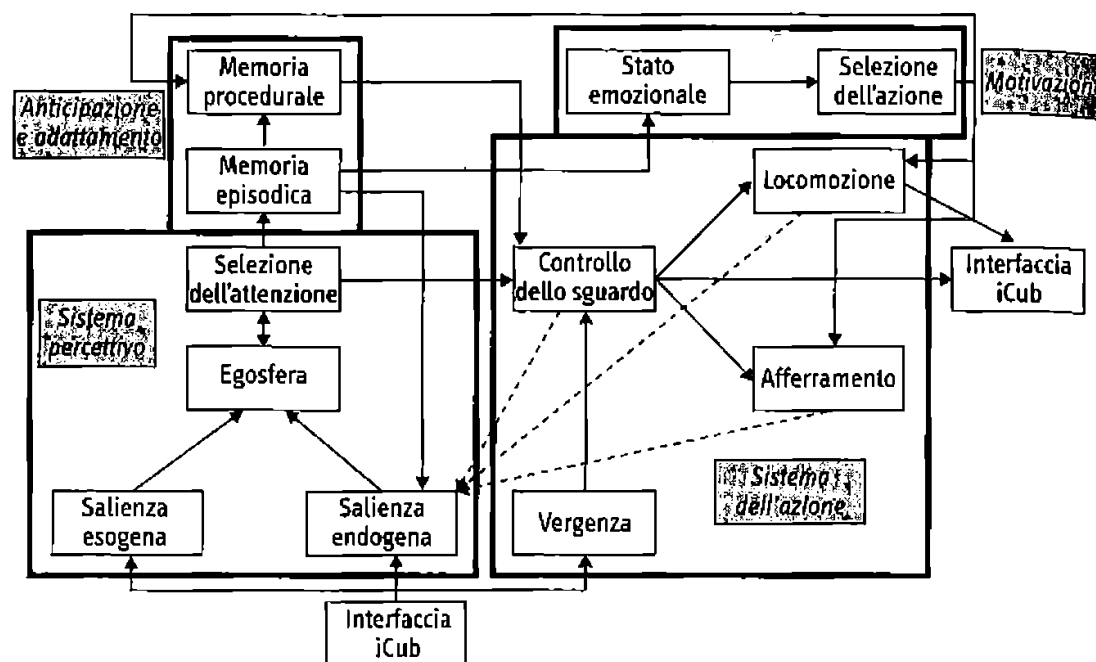 Memoria
procedurale
Stato
emozionale
Selezione
dell'azione
Motivazioni
Anticipazione
e adattamento
Memoria
episodica
Locomozione
Selezione
dell'attenzione
Controllo
dello sguardo
Interfaccia
iCub
Sistema
percettivo
Egosfera
Afferramento
Sistema
dell'azione
Salienza
esogena
Salienza
endogena
Vergenza
Interfaccia
iCub